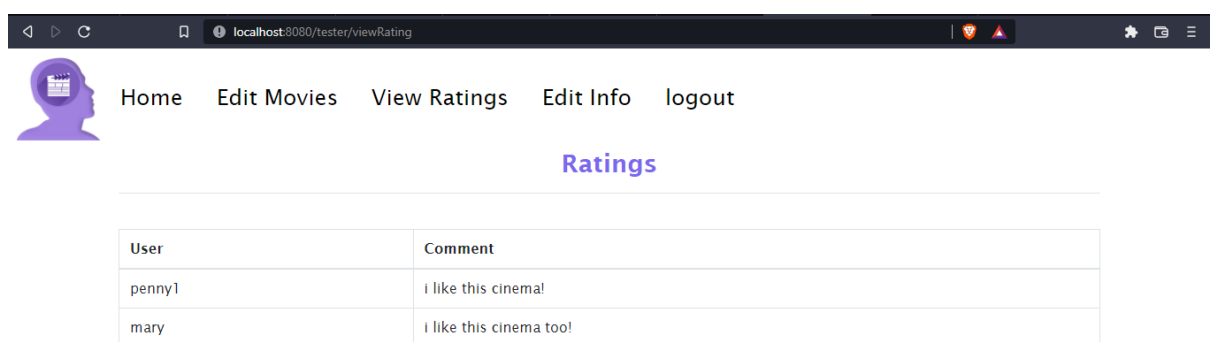 localhost:8080/tester/viewRating
Home Edit Movies View Ratings Edit Info logout
Ratings
User Comment
penny1 i like this cinema!
mary i like this cinema too!